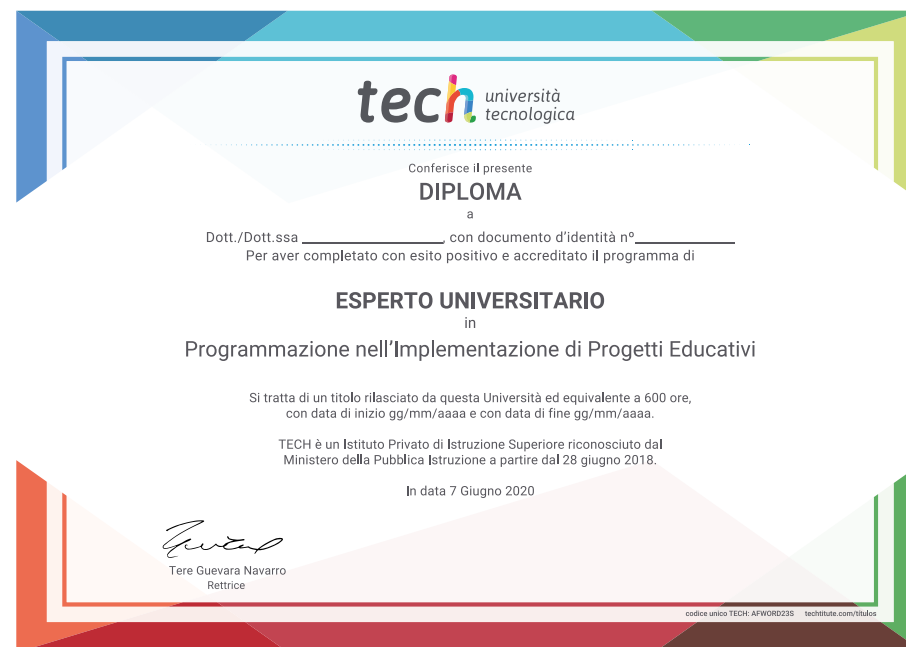 tech università
tecnologica
Conferisce il presente
DIPLOMA
a
Dott./Dott.ssa ____________________, con documento d'identità nº______________
Per aver completato con esito positivo e accreditato il programma di
ESPERTO UNIVERSITARIO
in
Programmazione nell'Implementazione di Progetti Educativi
Si tratta di un titolo rilasciato da questa Università ed equivalente a 600 ore,
con data di inizio gg/mm/aaaa e con data di fine gg/mm/aaaa.
TECH è un Istituto Privato di Istruzione Superiore riconosciuto dal
Ministero della Pubblica Istruzione a partire dal 28 giugno 2018.
In data 7 Giugno 2020
Tere Guevara Navarro
Rettrice
codice unico TECH: AFWORD23S techtitute.com/titulos